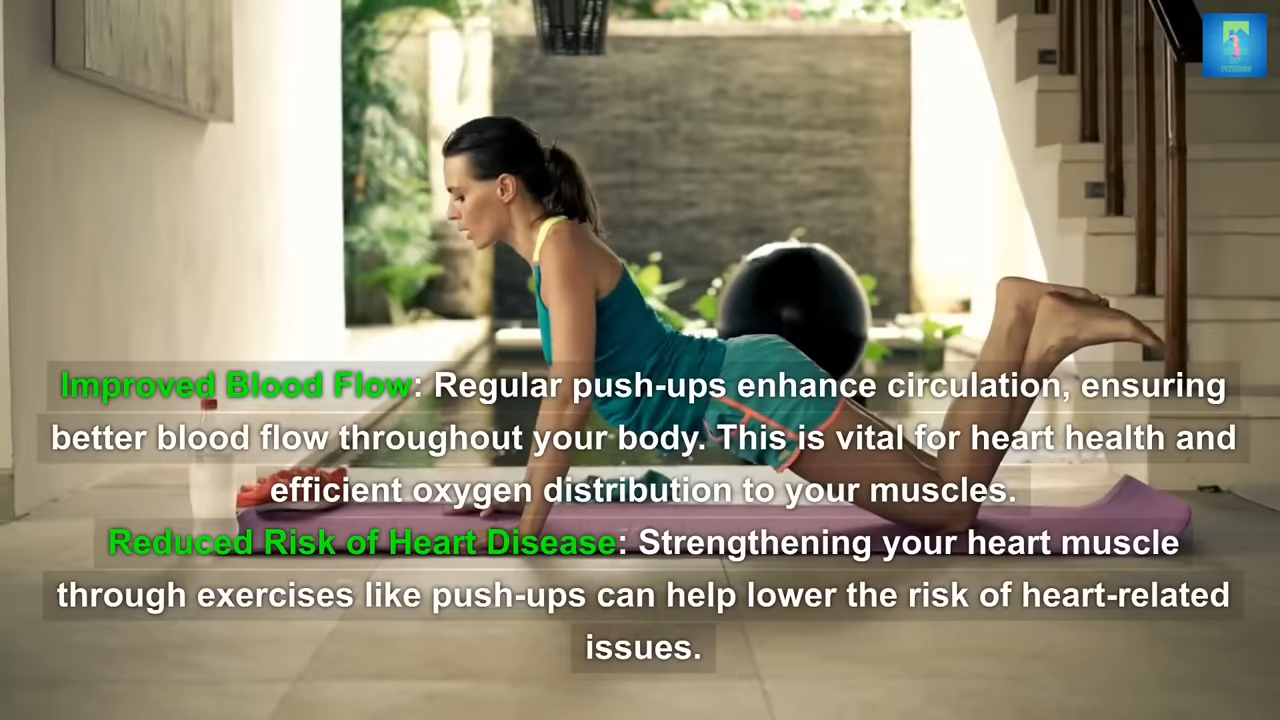 Improved Blood Flow: Regular push-ups enhance circulation, ensuring
better blood flow throughout your body. This is vital for heart health and
efficient oxygen distribution to your muscles.
Reduced Risk of Heart Disease: Strengthening your heart muscle
through exercises like push-ups can help lower the risk of heart-related
issues.